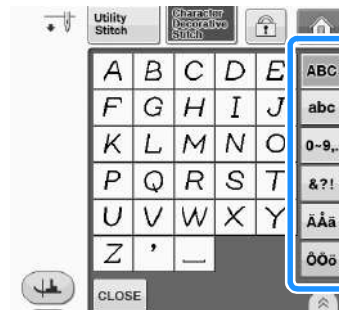 Utility
Stitch
Character
Decorative
Stitch
A B C D E
F G H I J
K L M N O
P Q R S T
U V W X Y
Z ’ _
ABC
abc
0~9,.
&?!
ÄÅä
ÔÖö
CLOSE